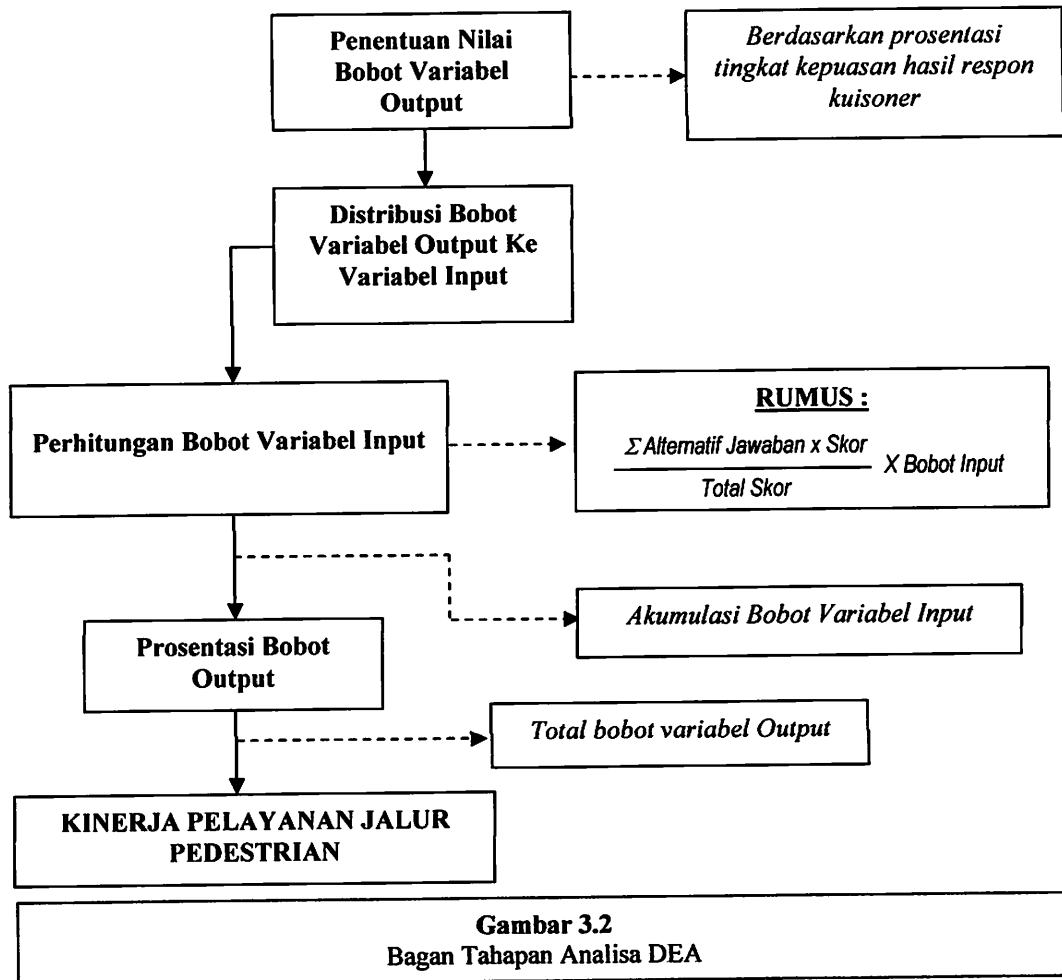 Penentuan Nilai
Bobot Variabel
Output
Berdasarkan prosentasi
tingkat kepuasan hasil respon
kuisoner
Distribusi Bobot
Variabel Output Ke
Variabel Input
Perhitungan Bobot Variabel Input
RUMUS :
Σ Alternatif Jawaban x Skor
Total Skor
X Bobot Input
Akumulasi Bobot Variabel Input
Prosentasi Bobot
Output
Total bobot variabel Output
KINERJA PELAYANAN JALUR
PEDESTRIAN
Gambar 3.2
Bagan Tahapan Analisa DEA